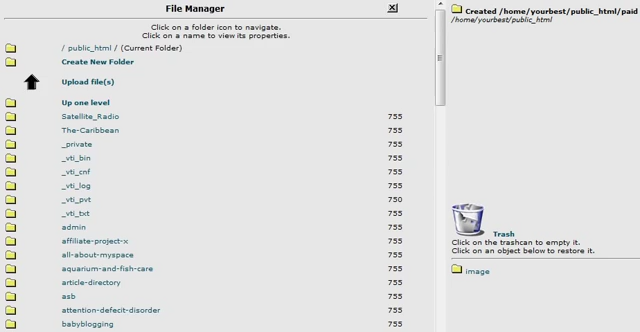 File Manager
Click on a folder icon to navigate.
Click on a name to view its properties.
/ public_html / (Current Folder)
Create New Folder
Upload file(s)
Up one level
Satellite_Radio 755
The-Caribbean 755
_private 755
_vti_bin 755
_vti_cnf 755
_vti_log 755
_vti_pvt 750
_vti_txt 755
admin 755
affiliate-project-x 755
all-about-myspace 755
aquarium-and-fish-care 755
article-directory 755
asb 755
attention-defecit-disorder 755
babyblogging 755
Created /home/yourbest/public_html/paid
/home/yourbest/public_html
Trash
Click on the trashcan to empty it.
Click on an object below to restore it.
image